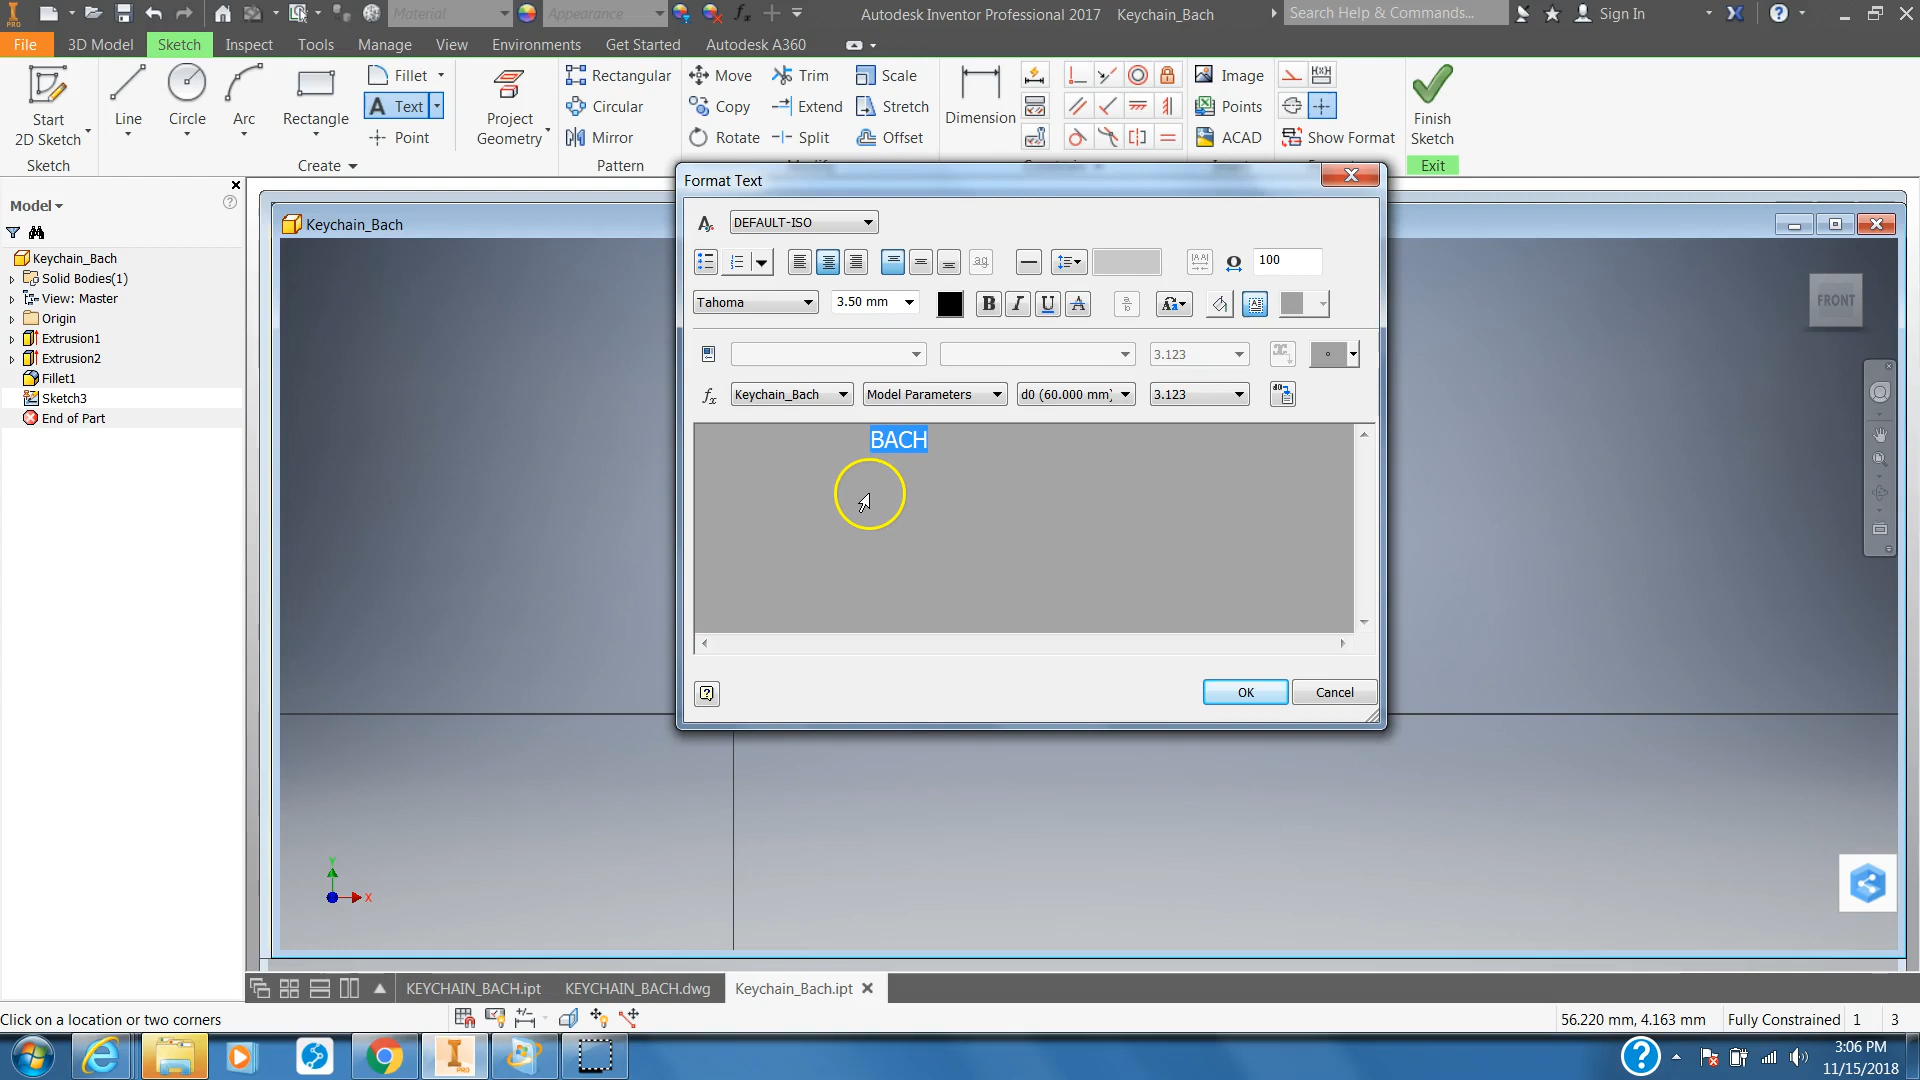 PRO
Material
Appearance
Autodesk Inventor Professional 2017 Keychain_Bach
Search Help & Commands...
Sign In
File 3D Model Sketch Inspect Tools Manage View Environments Get Started Autodesk A360
Start
2D Sketch
Line
Circle
Arc
Rectangle
Fillet
Text
Point
Project
Geometry
Rectangular
Circular
Mirror
Move
Copy
Rotate
Trim
Extend
Split
Scale
Stretch
Offset
Dimension
Image
Points
ACAD
Show Format
Finish
Sketch
Sketch
Create
Pattern
Exit
Model
Keychain_Bach
Solid Bodies(1)
View: Master
Origin
Extrusion1
Extrusion2
Fillet1
Sketch3
End of Part
Keychain_Bach
Format Text
DEFAULT-ISO
100
Tahoma
3.50 mm
B I U A
3.123
fx
Keychain_Bach
Model Parameters
d0 (60.000 mm)
3.123
BACH
OK
Cancel
FRONT
Y
X
KEYCHAIN_BACH.ipt
KEYCHAIN_BACH.dwg
Keychain_Bach.ipt
Click on a location or two corners
56.220 mm, 4.163 mm
Fully Constrained
1
3
3:06 PM
11/15/2018